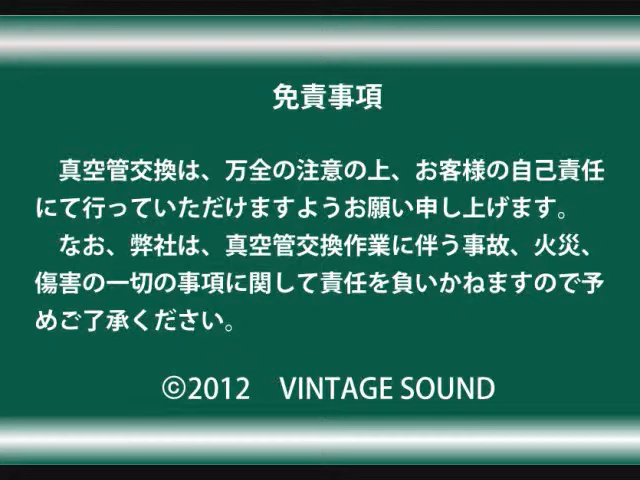 免責事項
真空管交換は、万全の注意の上、お客様の自己責任
にて行っていただけますようお願い申し上げます。
なお、弊社は、真空管交換作業に伴う事故、火災、
傷害の一切の事項に関して責任を負いかねますので予
めご了承ください。
©2012 VINTAGE SOUND